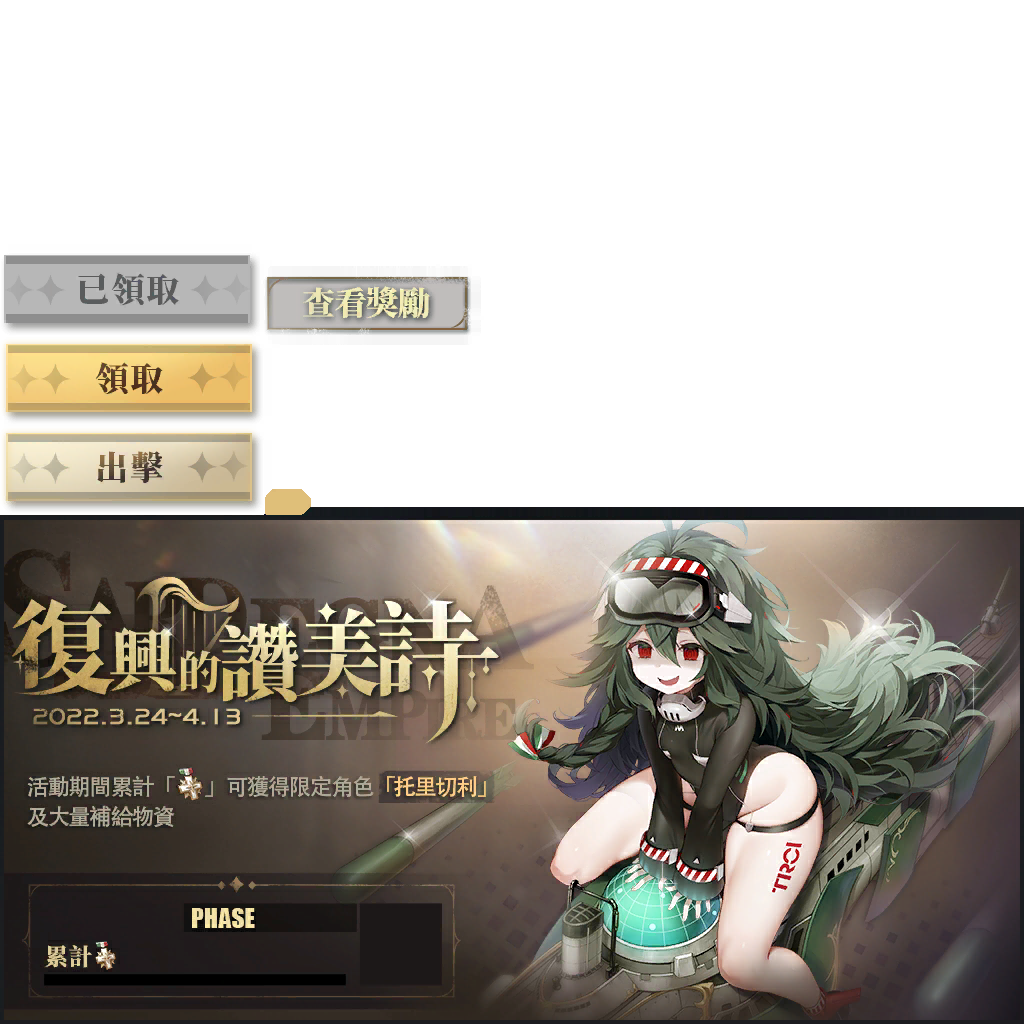 已領取
查看獎勵
領取
出擊
SARDEGNA
EMPIRE
復興的讚美詩
2022.3.24~4.13
活動期間累計「」可獲得限定角色「托里切利」
及大量補給物資
PHASE
累計